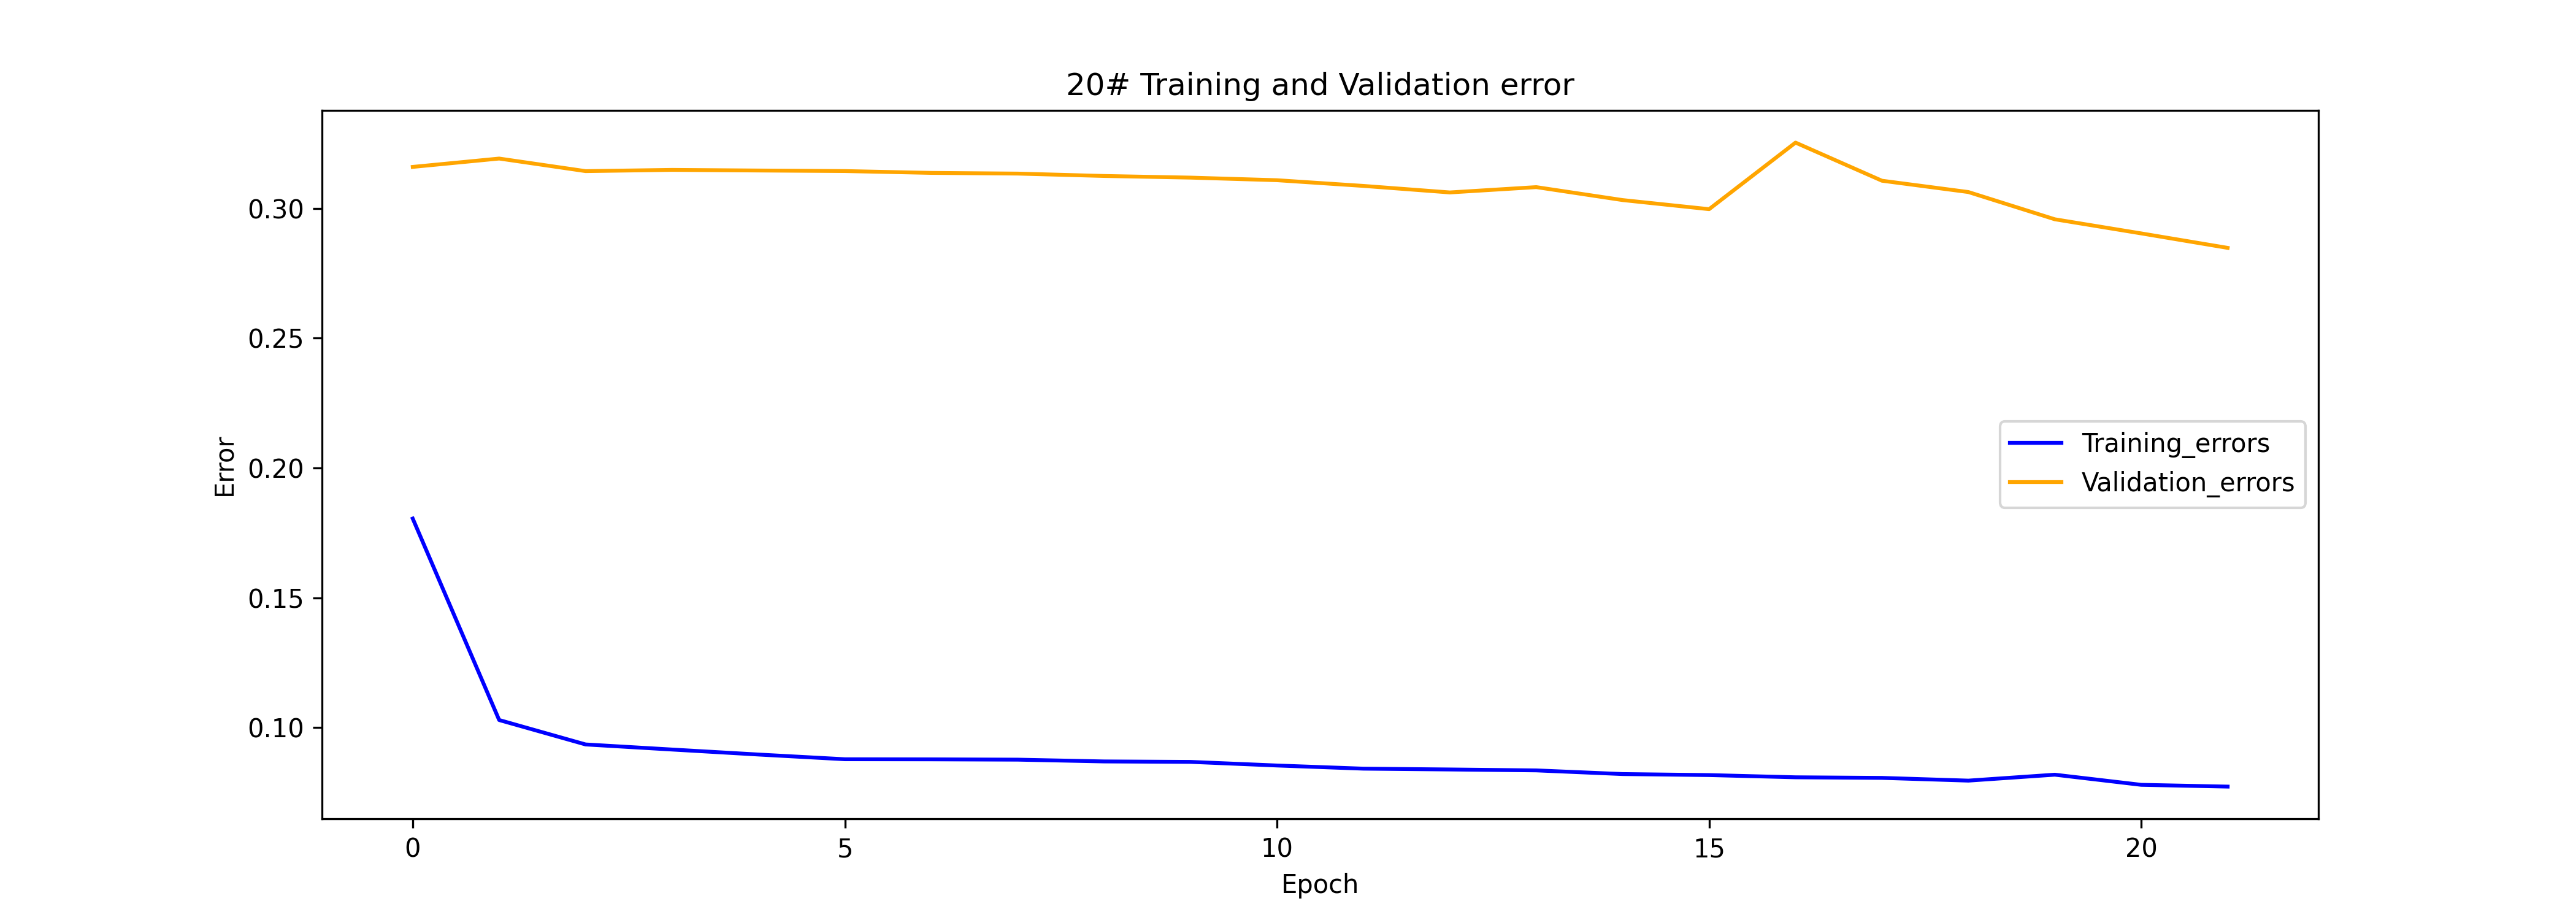 20# Training and Validation error
Error
0.30
0.25
0.20
0.15
0.10
Training_errors
Validation_errors
0
5
10
15
20
Epoch